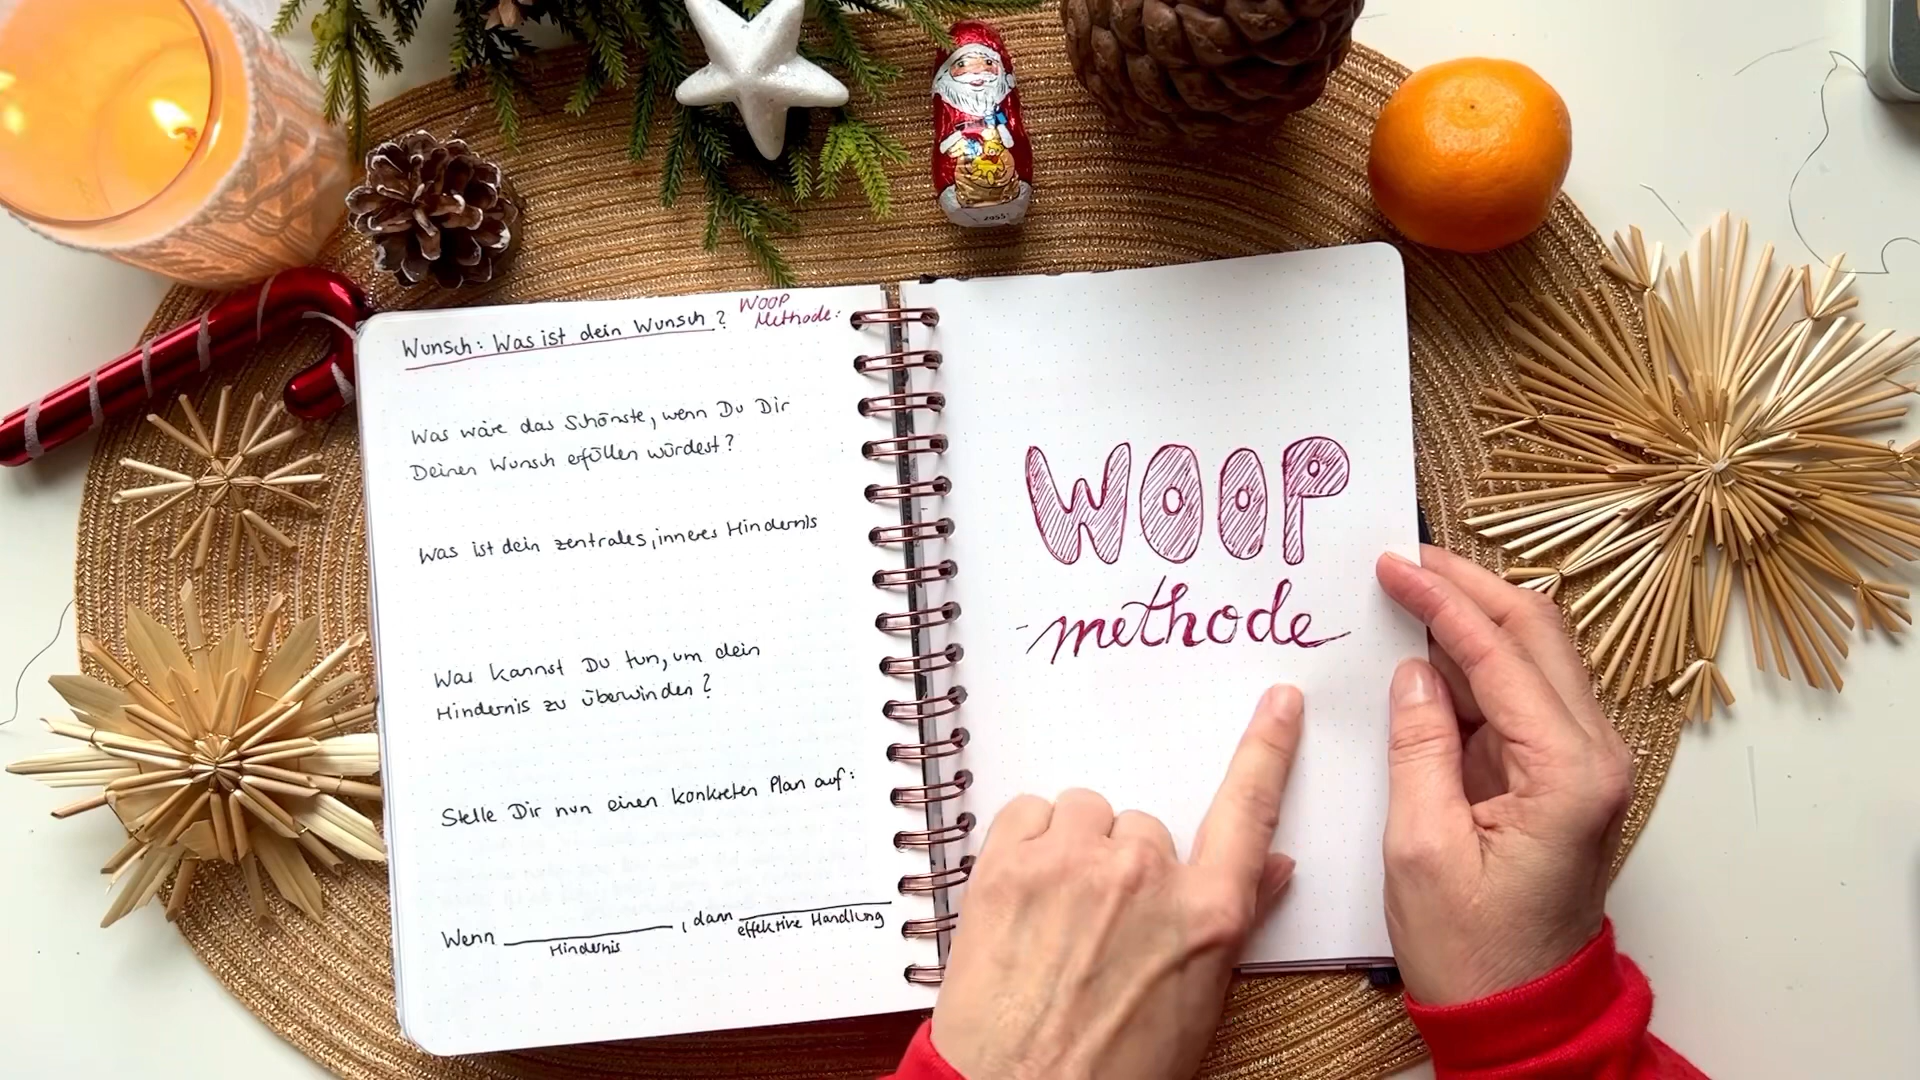 Wunsch: Was ist dein Wunsch?
WOOP
Methode:
Was wäre das Schönste, wenn Du Dir
Deinen Wunsch erfüllen würdest?
Was ist dein zentrales, inneres Hindernis
Was kannst Du tun, um dein
Hindernis zu überwinden?
Stelle Dir nun einen konkreten Plan auf:
Wenn , dann
Hindernis effektive Handlung
WOOP
methode